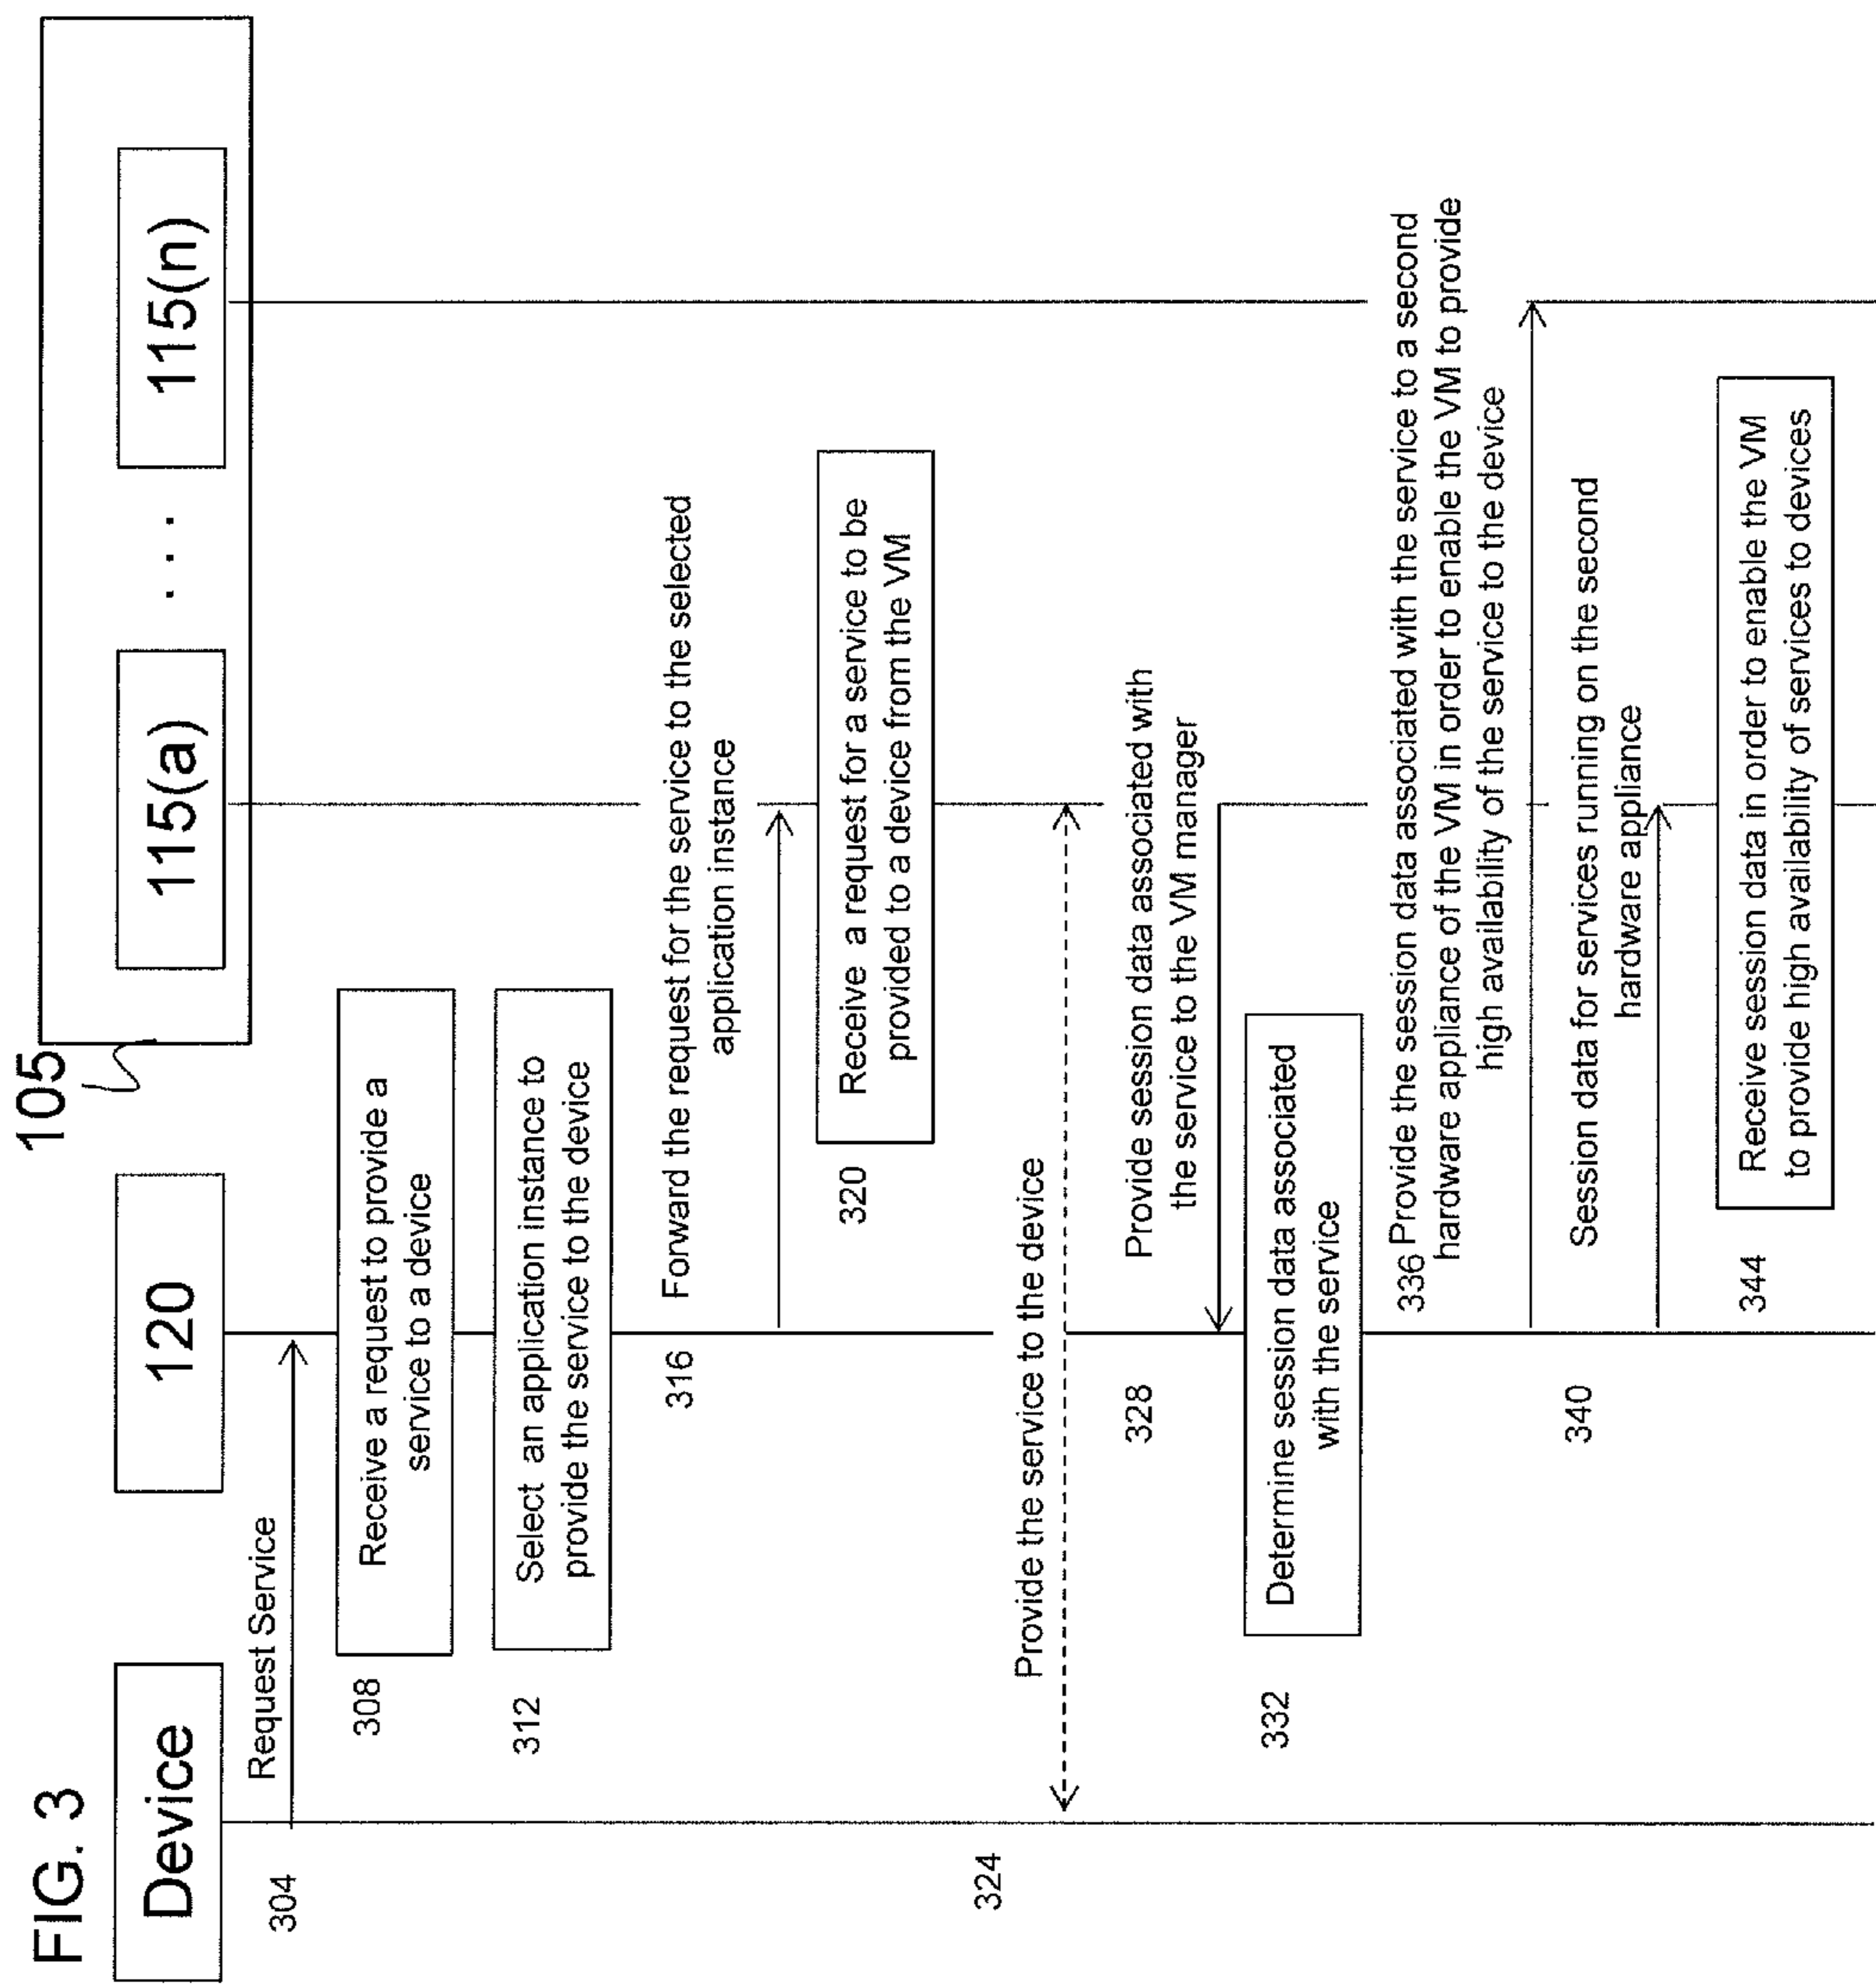 FIG. 3
105
Device
120
115(a)
. . .
115(n)
304
Request Service
308
Receive a request to provide a
service to a device
312
Select an application instance to
provide the service to the device
316
Forward the request for the service to the selected
application instance
320
Receive a request for a service to be
provided to a device from the VM
324
Provide the service to the device
328
Provide session data associated with
the service to the VM manager
332
Determine session data associated
with the service
336 Provide the session data associated with the service to a second
hardware appliance of the VM in order to enable the VM to provide
high availability of the service to the device
340
Session data for services running on the second
hardware appliance
344
Receive session data in order to enable the VM
to provide high availability of services to devices